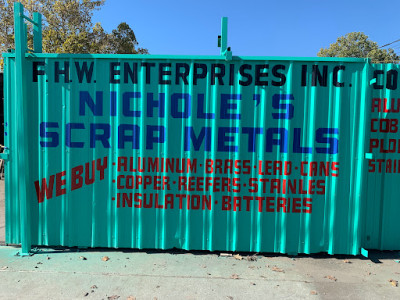 F.H.W. ENTERPRISES INC.
NICHOLE'S
SCRAP METALS
WE BUY
·ALUMINUM·BRASS·LEAD·CANS
·COPPER·REEFERS·STAINLES
·INSULATION·BATTERIES